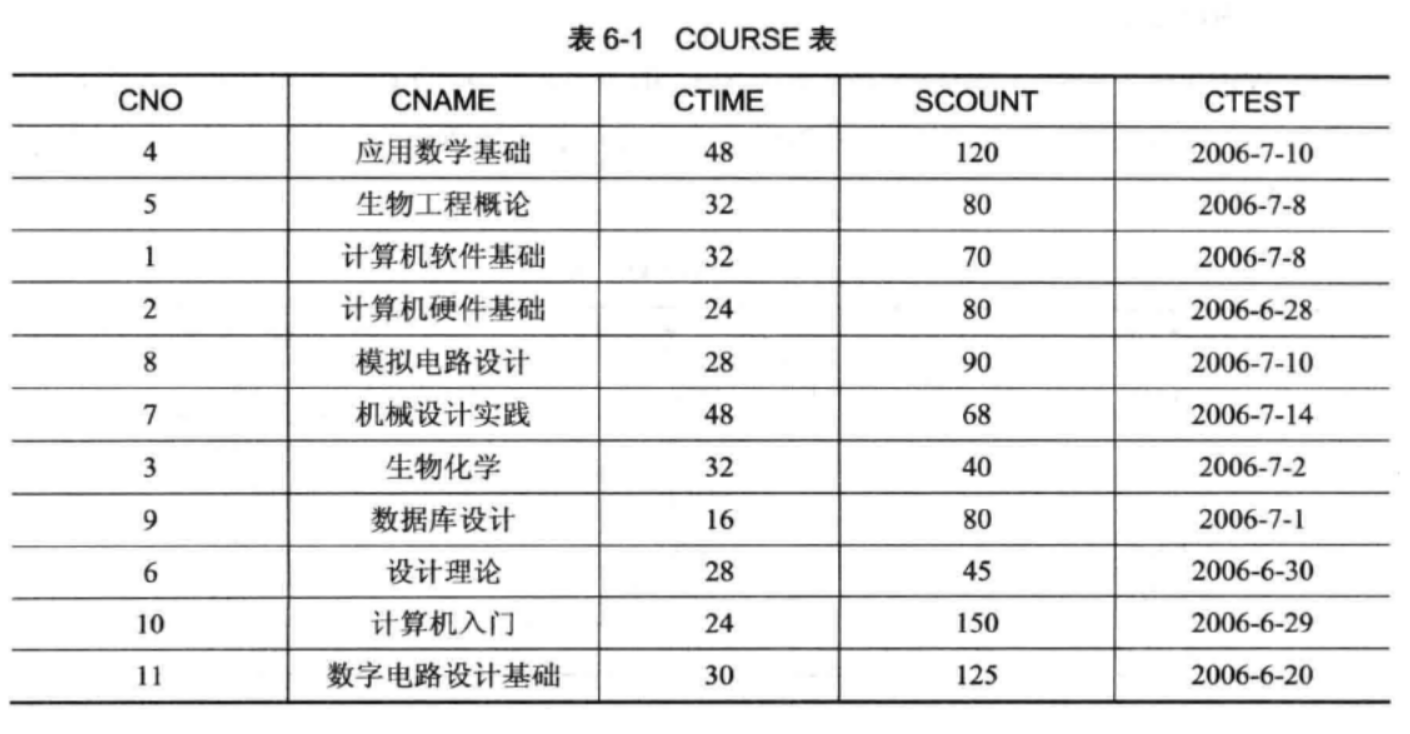 表 6-1 COURSE 表
CNO CNAME CTIME SCOUNT CTEST
4 应用数学基础 48 120 2006-7-10
5 生物工程概论 32 80 2006-7-8
1 计算机软件基础 32 70 2006-7-8
2 计算机硬件基础 24 80 2006-6-28
8 模拟电路设计 28 90 2006-7-10
7 机械设计实践 48 68 2006-7-14
3 生物化学 32 40 2006-7-2
9 数据库设计 16 80 2006-7-1
6 设计理论 28 45 2006-6-30
10 计算机入门 24 150 2006-6-29
11 数字电路设计基础 30 125 2006-6-20